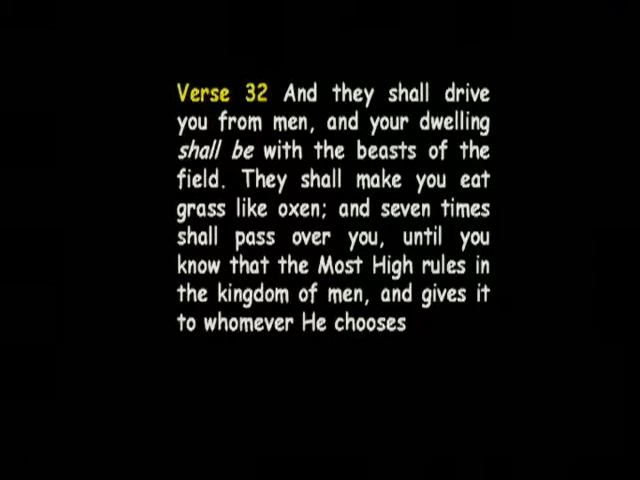 Verse 32 And they shall drive
you from men, and your dwelling
shall be with the beasts of the
field. They shall make you eat
grass like oxen; and seven times
shall pass over you, until you
know that the Most High rules in
the kingdom of men, and gives it
to whomever He chooses